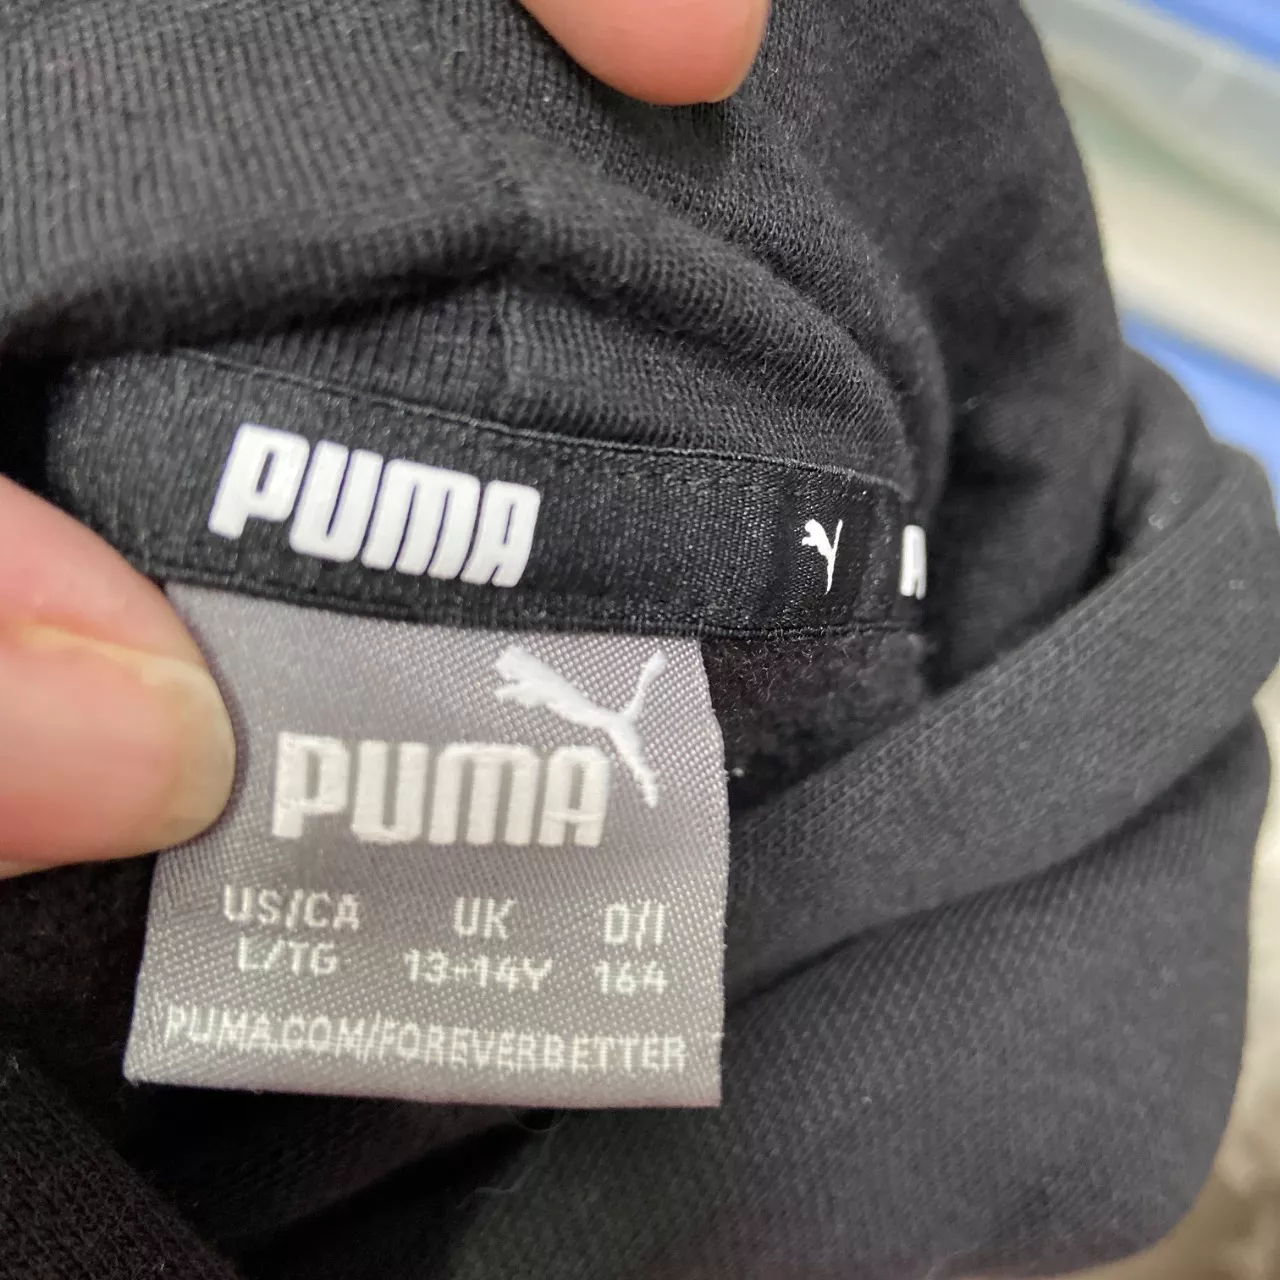 PUMA
A
PUMA
US/CA UK D/I
L/TG 13-14Y 164
PUMA.COM/FOREVERBETTER